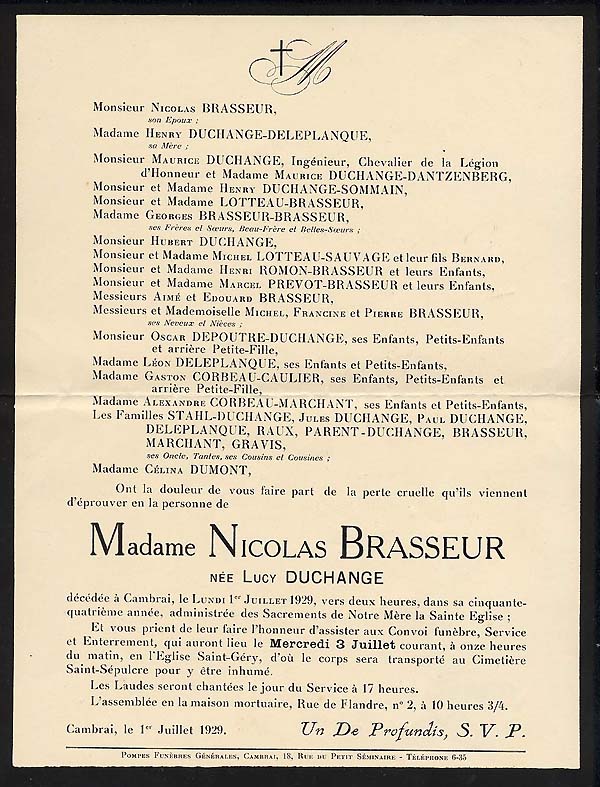 M
Monsieur Nicolas BRASSEUR,
son Epoux ;
Madame Henry DUCHANGE-DELEPLANQUE,
sa Mère ;
Monsieur Maurice DUCHANGE, Ingénieur, Chevalier de la Légion
d'Honneur et Madame Maurice DUCHANGE-DANTZENBERG,
Monsieur et Madame Henry DUCHANGE-SOMMAIN,
Monsieur et Madame LOTTEAU-BRASSEUR,
Madame Georges BRASSEUR-BRASSEUR,
ses Frères et Sœurs, Beau-Frère et Belles-Sœurs ;
Monsieur Hubert DUCHANGE,
Monsieur et Madame Michel LOTTEAU-SAUVAGE et leur fils Bernard,
Monsieur et Madame Henri ROMON-BRASSEUR et leurs Enfants,
Monsieur et Madame Marcel PREVOT-BRASSEUR et leurs Enfants,
Messieurs Aimé et Edouard BRASSEUR,
Messieurs et Mademoiselle Michel, Francine et Pierre BRASSEUR,
ses Neveux et Nièces ;
Monsieur Oscar DEPOUTRE-DUCHANGE, ses Enfants, Petits-Enfants
et arrière Petite-Fille,
Madame Léon DELEPLANQUE, ses Enfants et Petits-Enfants,
Madame Gaston CORBEAU-CAULIER, ses Enfants, Petits-Enfants et
arrière Petite-Fille,
Madame Alexandre CORBEAU-MARCHANT, ses Enfants et Petits-Enfants,
Les Familles STAHL-DUCHANGE, Jules DUCHANGE, Paul DUCHANGE,
DELEPLANQUE, RAUX, PARENT-DUCHANGE, BRASSEUR,
MARCHANT, GRAVIS,
ses Oncle, Tantes, ses Cousins et Cousines ;
Madame Célina DUMONT,
Ont la douleur de vous faire part de la perte cruelle qu'ils viennent
d'éprouver en la personne de
Madame Nicolas BRASSEUR
NÉE Lucy DUCHANGE
décédée à Cambrai, le Lundi 1er Juillet 1929, vers deux heures, dans sa cinquante-
quatrième année, administrée des Sacrements de Notre Mère la Sainte Eglise ;
Et vous prient de leur faire l'honneur d'assister aux Convoi funèbre, Service
et Enterrement, qui auront lieu le Mercredi 3 Juillet courant, à onze heures
du matin, en l'Eglise Saint-Géry, d'où le corps sera transporté au Cimetière
Saint-Sépulcre pour y être inhumé.
Les Laudes seront chantées le jour du Service à 17 heures.
L'assemblée en la maison mortuaire, Rue de Flandre, n° 2, à 10 heures 3/4.
Cambrai, le 1er Juillet 1929. Un De Profundis, S. V. P.
Pompes Funèbres Générales, Cambrai, 18, Rue du Petit Séminaire - Téléphone 6-35